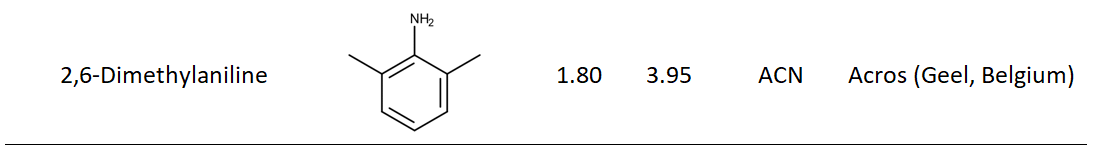 NH₂
2,6-Dimethylaniline 1.80 3.95 ACN Acros (Geel, Belgium)